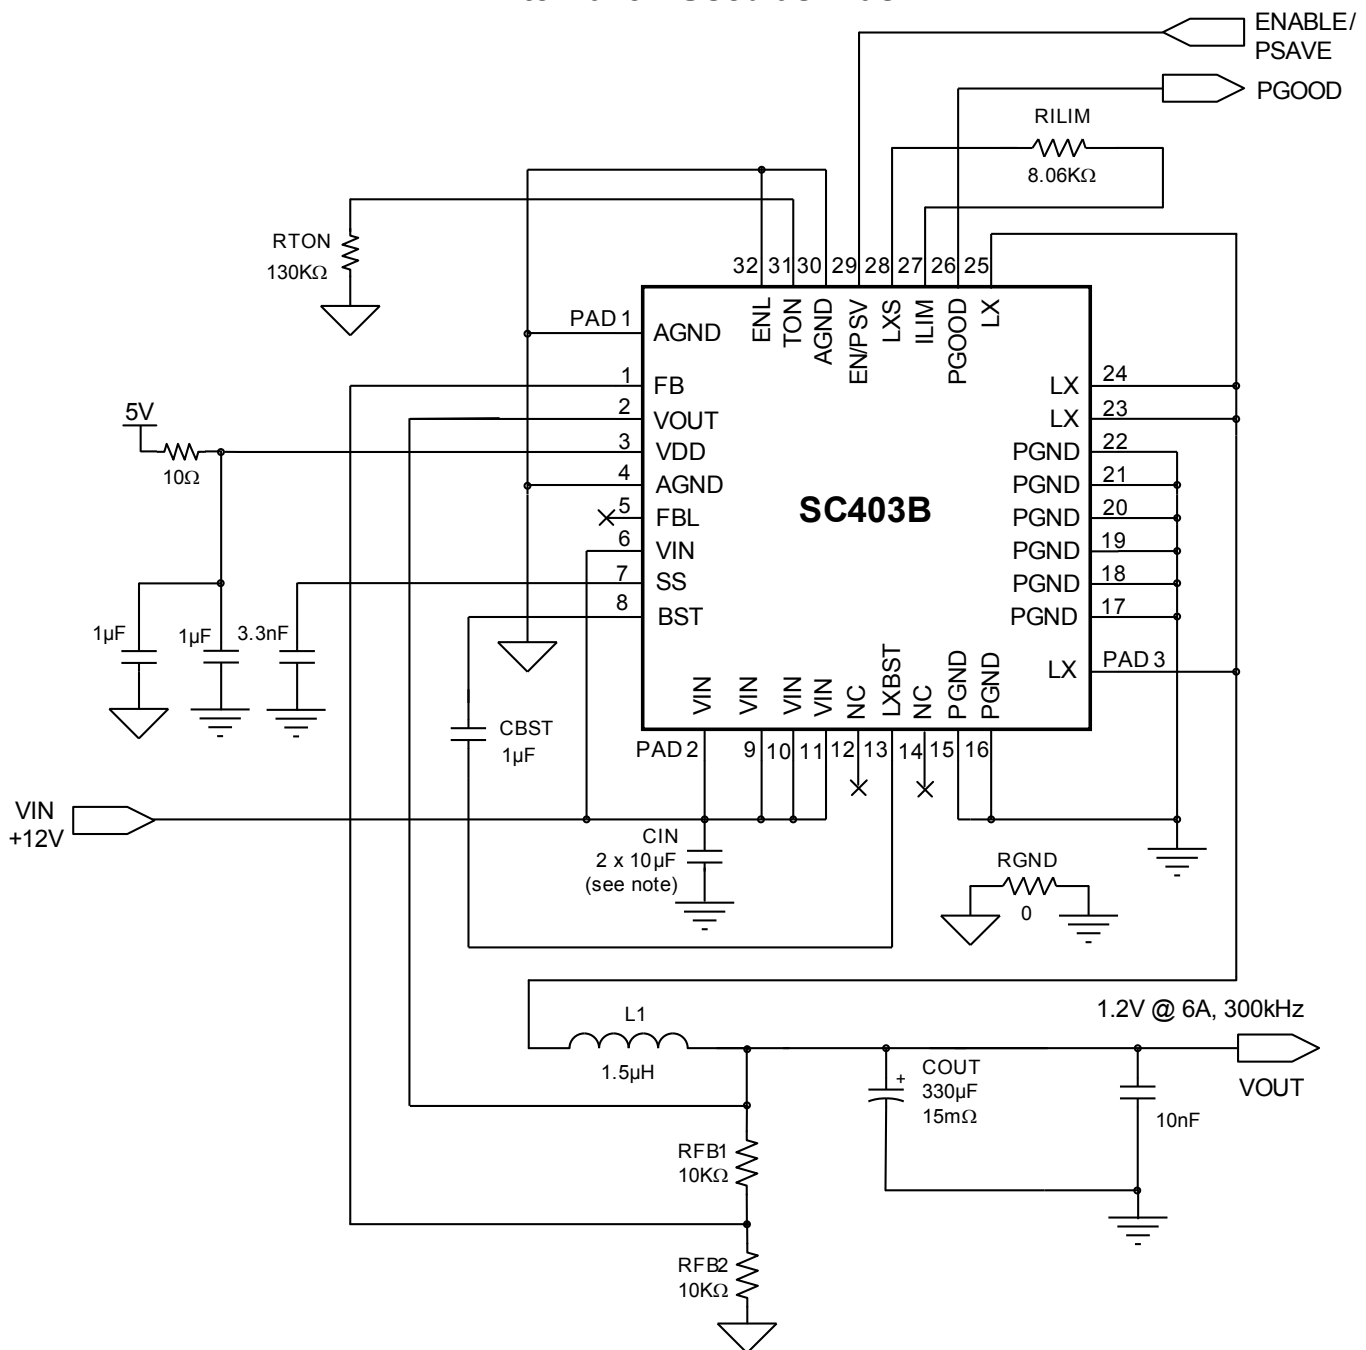 ENABLE/
PSAVE
PGOOD
RILIM
8.06KΩ
RTON
130KΩ
32 31 30 29 28 27 26 25
ENL
TON
AGND
EN/PSV
LXS
ILIM
PGOOD
LX
PAD 1 AGND
1 FB
2 VOUT
3 VDD
4 AGND
5 FBL
6 VIN
7 SS
8 BST
5V
10Ω
SC403B
LX 24
LX 23
PGND 22
PGND 21
PGND 20
PGND 19
PGND 18
PGND 17
LX PAD 3
1µF
1µF
3.3nF
VIN
VIN
VIN
VIN
NC
LXBST
NC
PGND
PGND
PAD 2 9 10 11 12 13 14 15 16
CBST
1µF
VIN
+12V
CIN
2 x 10µF
(see note)
RGND
0
1.2V @ 6A, 300kHz
L1
1.5µH
COUT
+
330µF
15mΩ
10nF
VOUT
RFB1
10KΩ
RFB2
10KΩ